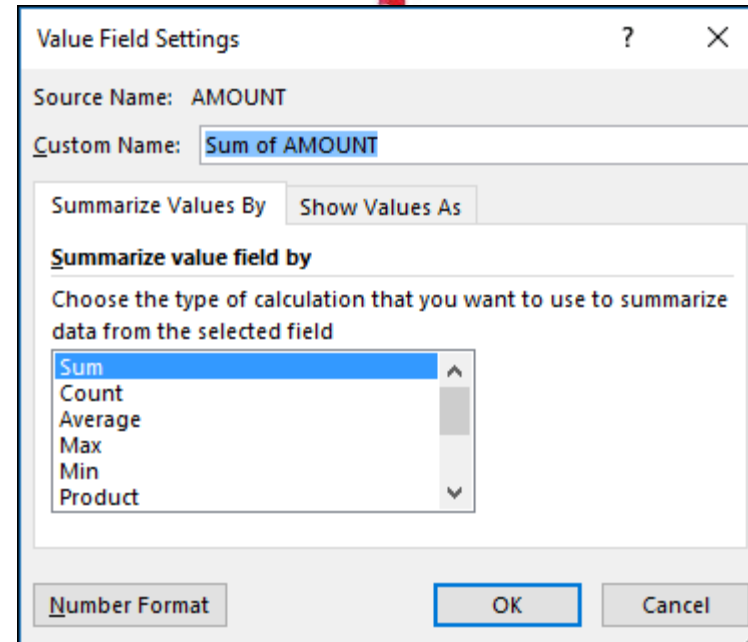 Value Field Settings ?
Source Name: AMOUNT
Custom Name: Sum of AMOUNT
Summarize Values By Show Values As
Summarize value field by
Choose the type of calculation that you want to use to summarize
data from the selected field
Sum
Count
Average
Max
Min
Product
Number Format OK Cancel